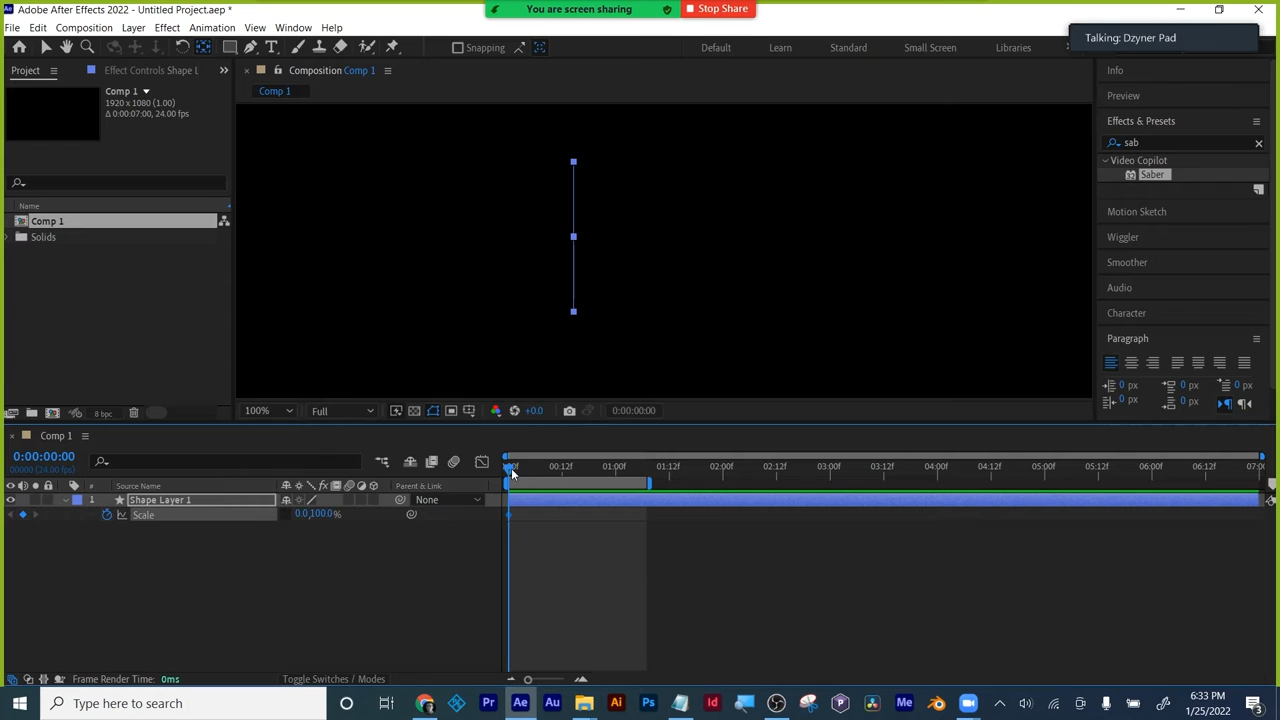 You are screen sharing
Stop Share
Ae Adobe After Effects 2022 - Untitled Project.aep *
Talking: Dzyner Pad
File Edit Composition Layer Effect Animation View Window Help
Snapping
Default Learn Standard Small Screen Libraries
Project
Effect Controls Shape L
Composition Comp 1
Comp 1
Comp 1
1920 x 1080 (1.00)
Δ 0:00:07:00, 24.00 fps
Name
Comp 1
Solids
8 bpc
100%
Full
+0.0
0:00:00:00
Info
Preview
Effects & Presets
sab
Video Copilot
Saber
Motion Sketch
Wiggler
Smoother
Audio
Character
Paragraph
0 px 0 px 0 px
0 px 0 px
Comp 1
0:00:00:00
00000 (24.00 fps)
00:12f 01:00f 01:12f 02:00f 02:12f 03:00f 03:12f 04:00f 04:12f 05:00f 05:12f 06:00f 06:12f 07:0
# Source Name
Parent & Link
1 Shape Layer 1
None
Scale
0.0,100.0%
Frame Render Time: 0ms
Toggle Switches / Modes
Type here to search
Pr Ae Au Ai Ps Id Me
6:33 PM
1/25/2022
3